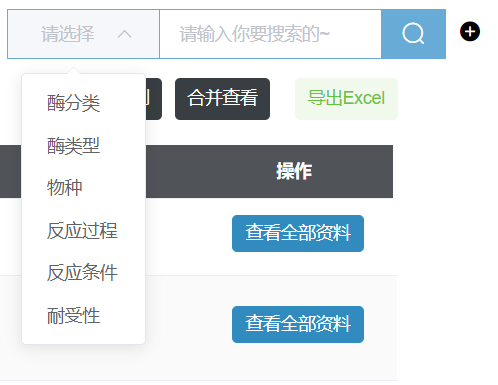 请选择
请输入你要搜索的~
合并查看
导出Excel
操作
酶分类
酶类型
物种
反应过程
反应条件
耐受性
查看全部资料
查看全部资料